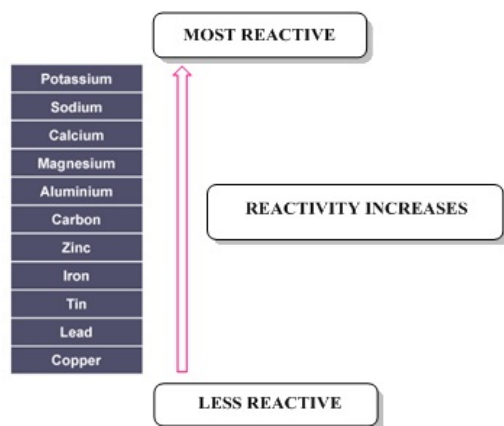 MOST REACTIVE
Potassium
Sodium
Calcium
Magnesium
Aluminium
Carbon
Zinc
Iron
Tin
Lead
Copper
REACTIVITY INCREASES
LESS REACTIVE